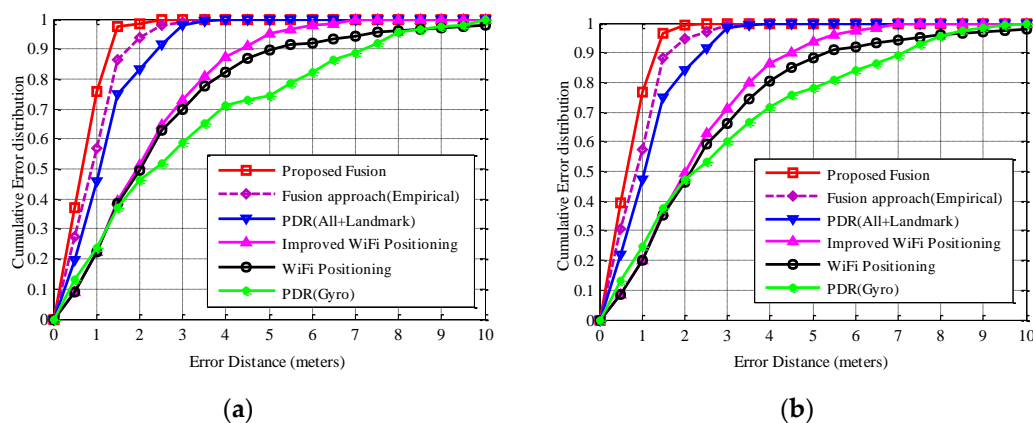 1
0.9
0.8
0.7
0.6
0.5
0.4
0.3
0.2
0.1
0
Cumulative Error distribution
Proposed Fusion
Fusion approach(Empirical)
PDR(All+Landmark)
Improved WiFi Positioning
WiFi Positioning
PDR(Gyro)
0 1 2 3 4 5 6 7 8 9 10
Error Distance (meters)
(a)
1
0.9
0.8
0.7
0.6
0.5
0.4
0.3
0.2
0.1
0
Cumulative Error distribution
Proposed Fusion
Fusion approach(Empirical)
PDR(All+Landmark)
Improved WiFi Positioning
WiFi Positioning
PDR(Gyro)
0 1 2 3 4 5 6 7 8 9 10
Error Distance (meters)
(b)